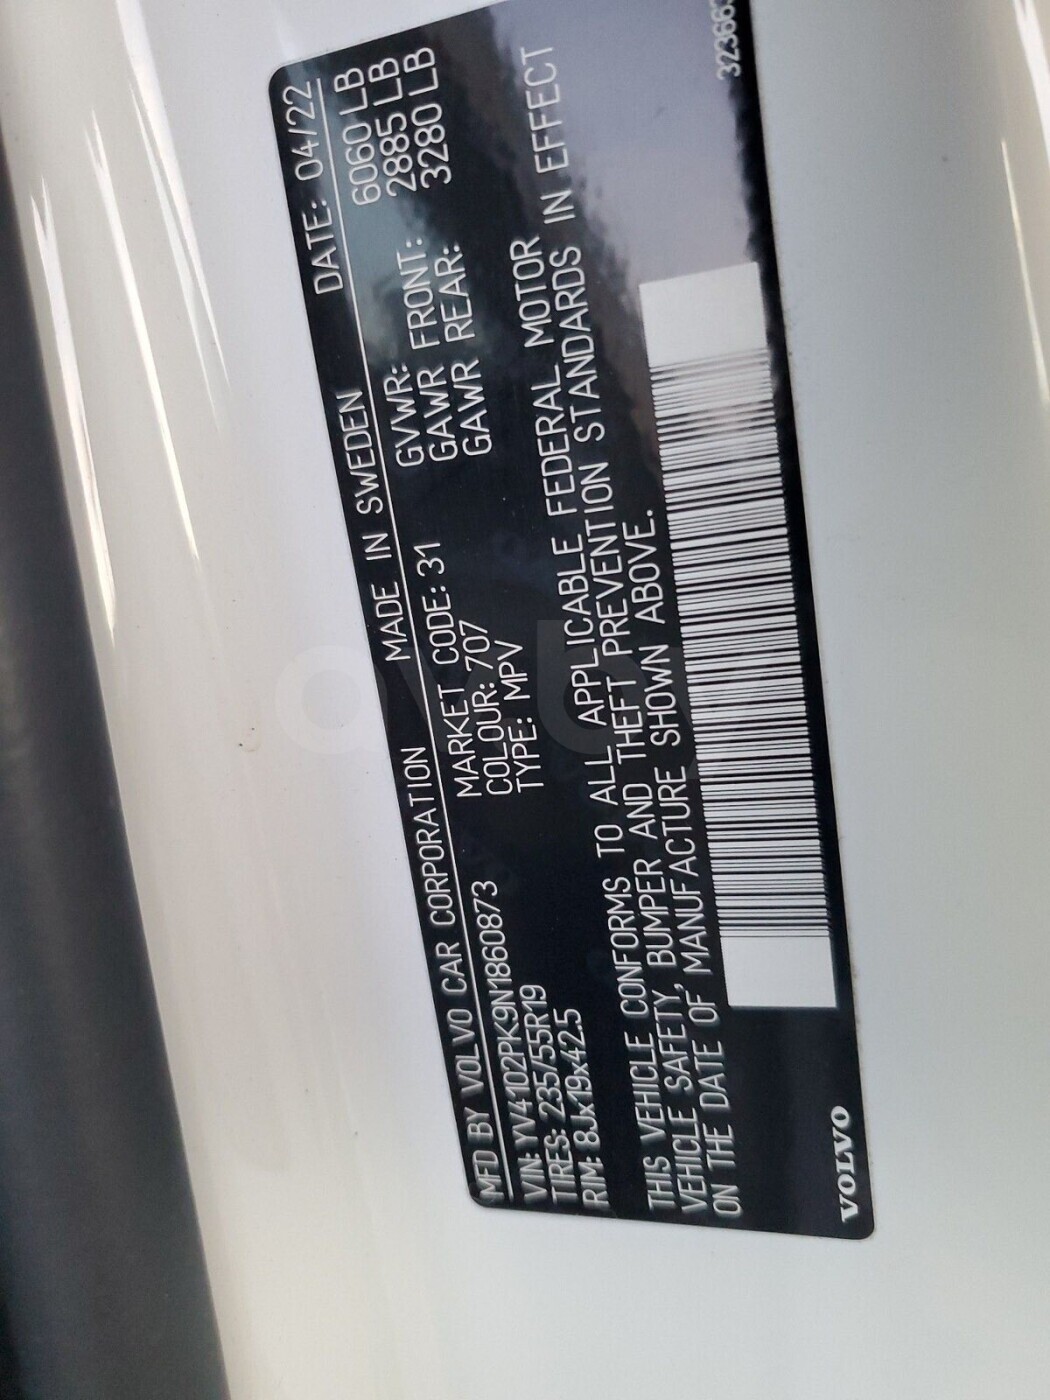 MFD BY VOLVO CAR CORPORATION MADE IN SWEDEN DATE: 04/22
VIN: YV4102PK9N1860873 MARKET CODE: 31 GVWR: 6060 LB
TIRES: 235/55R19 COLOUR: 707 GAWR FRONT: 2885 LB
RIM: 8Jx19x42.5 TYPE: MPV GAWR REAR: 3280 LB
THIS VEHICLE CONFORMS TO ALL APPLICABLE FEDERAL MOTOR
VEHICLE SAFETY, BUMPER AND THEFT PREVENTION STANDARDS IN EFFECT
ON THE DATE OF MANUFACTURE SHOWN ABOVE.
VOLVO
av.by